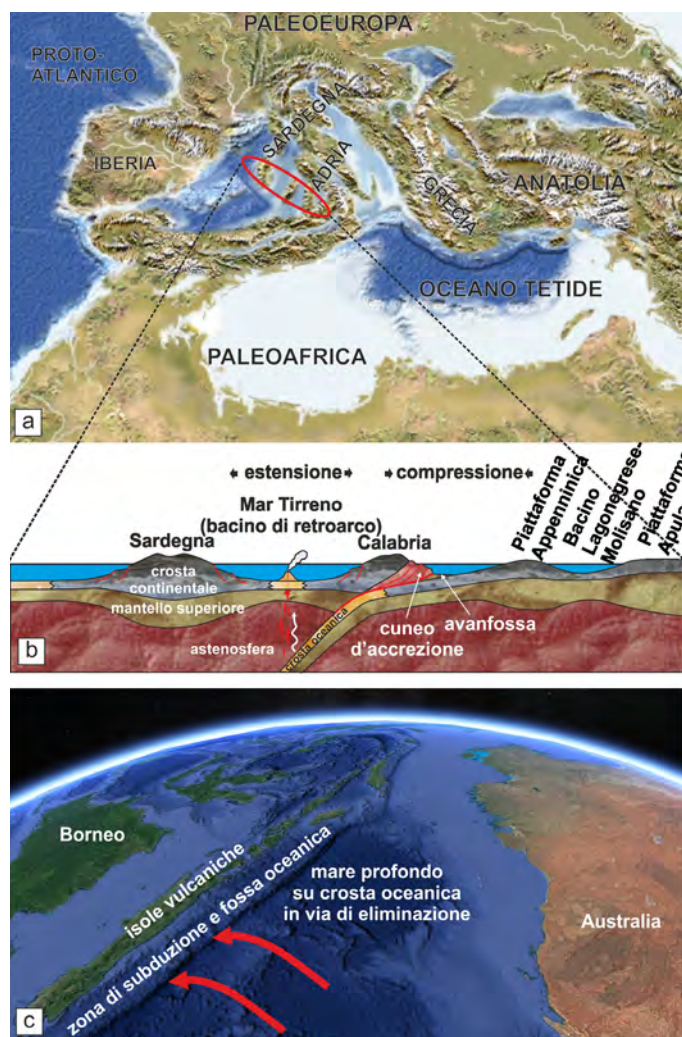 PALEOEUROPA
PROTO-
ATLANTICO
SARDEGNA
IBERIA
ADRIA
GRECIA
ANATOLIA
OCEANO TETIDE
PALEOAFRICA
a
estensione
compressione
Mar Tirreno
(bacino di retroarco)
Sardegna
Calabria
Piattaforma
Appenninica
Bacino
Lagonegrese-
Molisano
Piattaforma
Apula
crosta
continentale
mantello superiore
astenosfera
crosta oceanica
cuneo
d'accrezione
avanfossa
b
Borneo
isole vulcaniche
zona di subduzione e fossa oceanica
mare profondo
su crosta oceanica
in via di eliminazione
Australia
c